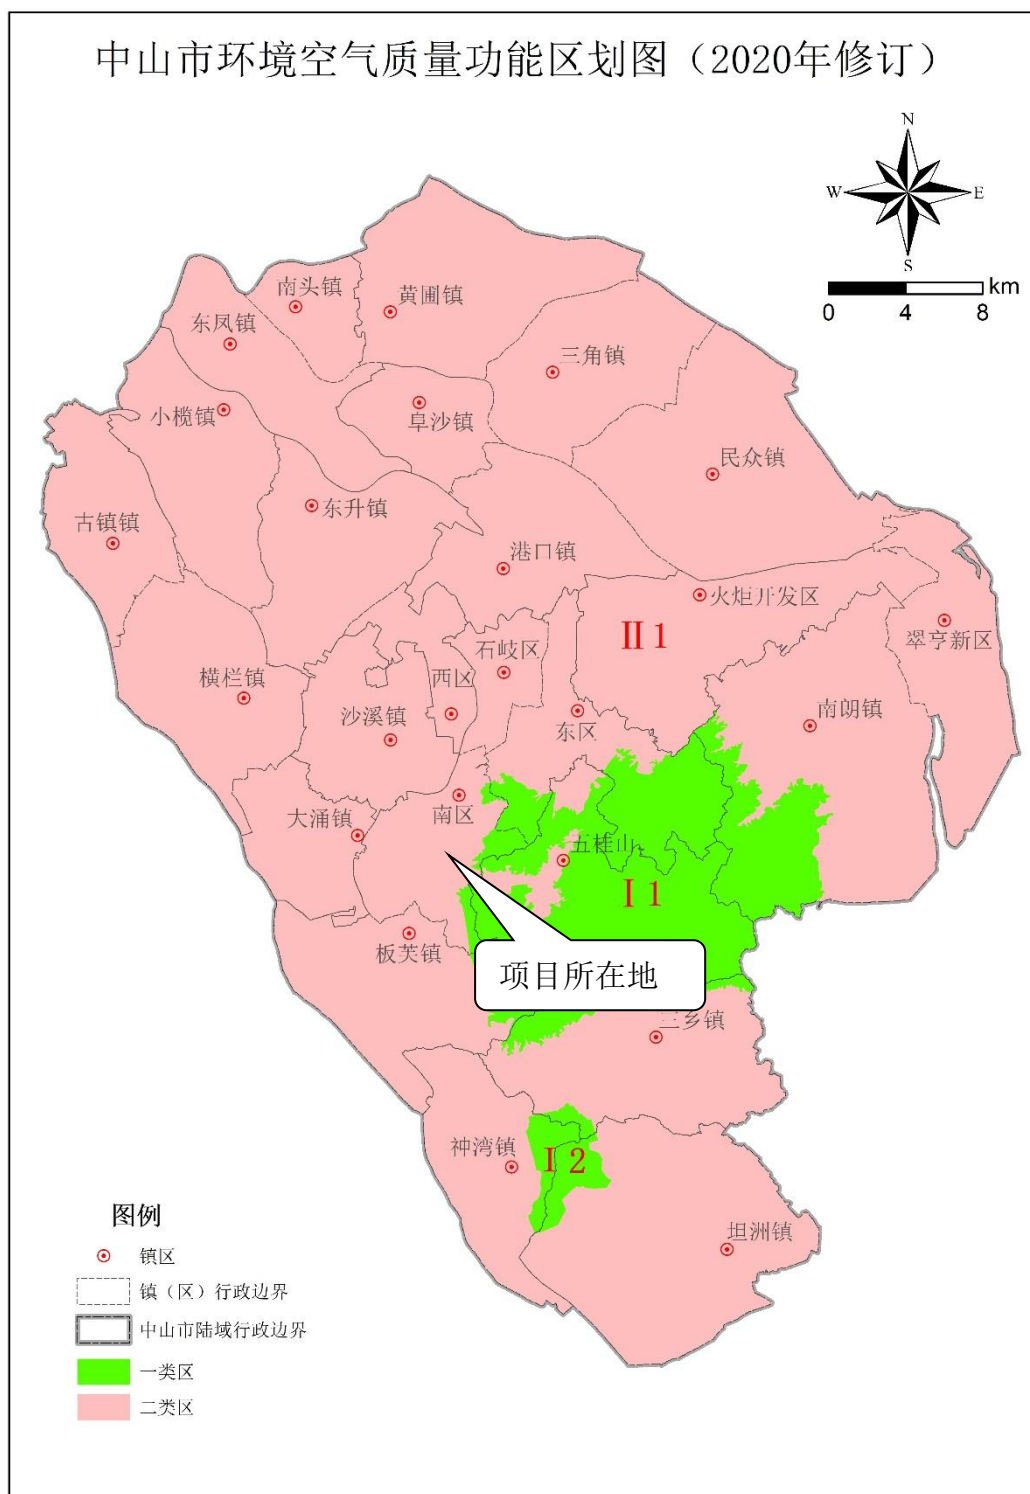 中山市环境空气质量功能区划图（2020年修订）
N
W
E
S
km
0
4
8
南头镇
黄圃镇
东凤镇
三角镇
小榄镇
阜沙镇
民众镇
古镇镇
东升镇
港口镇
火炬开发区
翠亨新区
Ⅱ1
石岐区
西区
横栏镇
沙溪镇
东区
南朗镇
大涌镇
南区
五桂山
Ⅰ1
板芙镇
项目所在地
三乡镇
神湾镇
Ⅰ2
坦洲镇
图例
镇区
镇（区）行政边界
中山市陆域行政边界
一类区
二类区